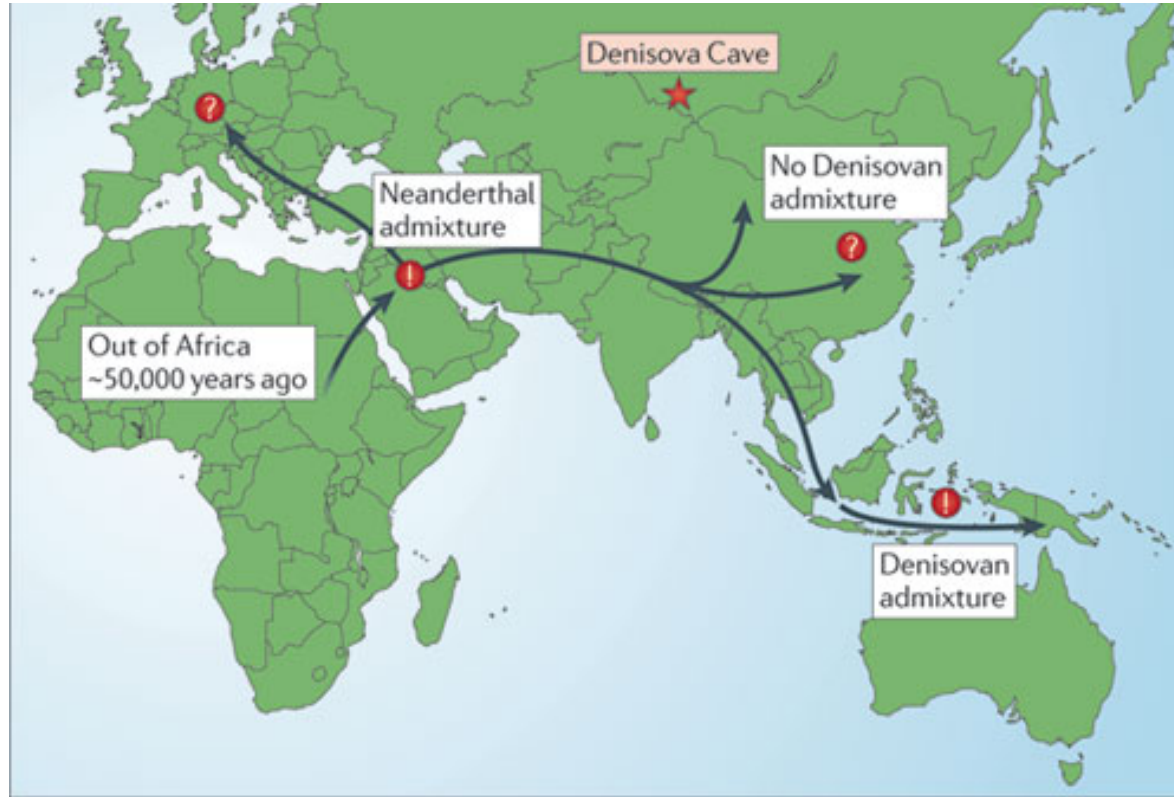 Denisova Cave
?
No Denisovan
admixture
Neanderthal
admixture
?
!
Out of Africa
~50,000 years ago
!
Denisovan
admixture